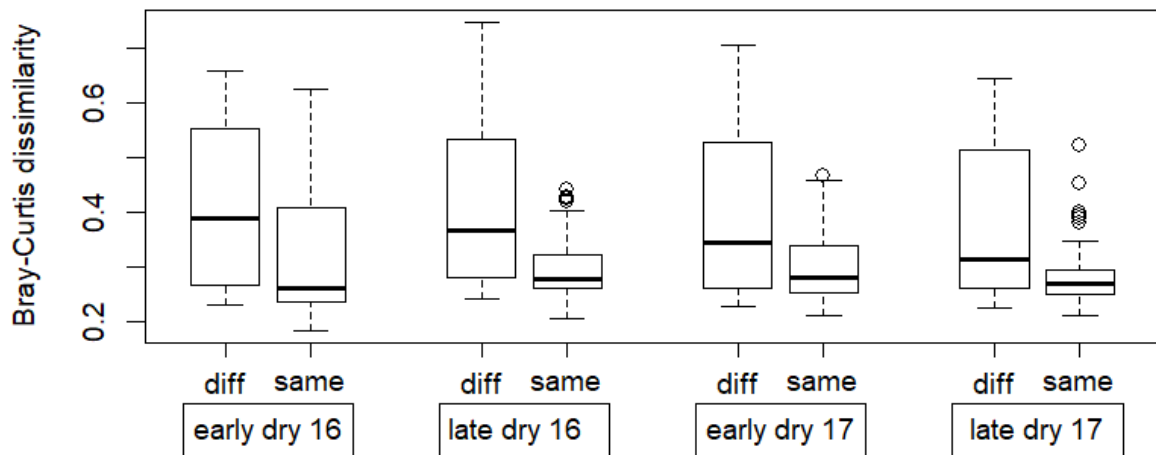 Bray-Curtis dissimilarity
0.6
0.4
0.2
diff same diff same diff same diff same
early dry 16 late dry 16 early dry 17 late dry 17